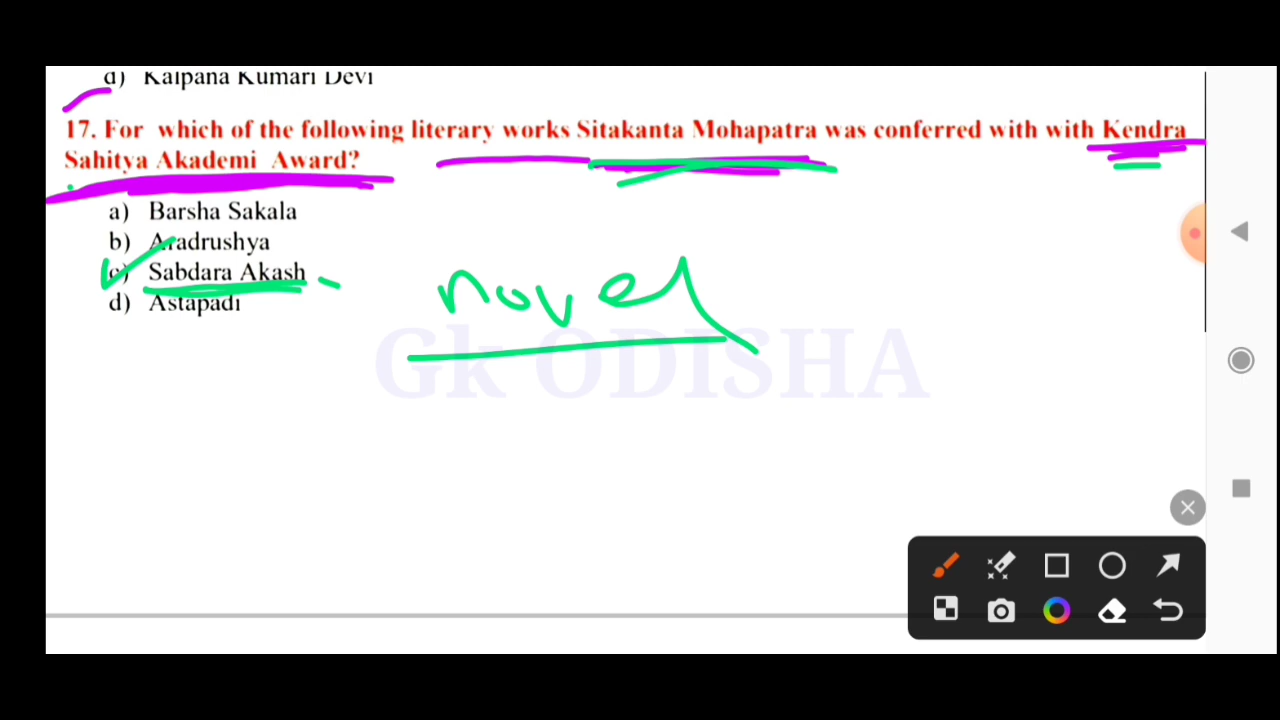 d) Kalpana Kumari Devi
17. For which of the following literary works Sitakanta Mohapatra was conferred with with Kendra
Sahitya Akademi Award?
a) Barsha Sakala
b) Aradrushya
c) Sabdara Akash
d) Astapadi
novel
Gk ODISHA